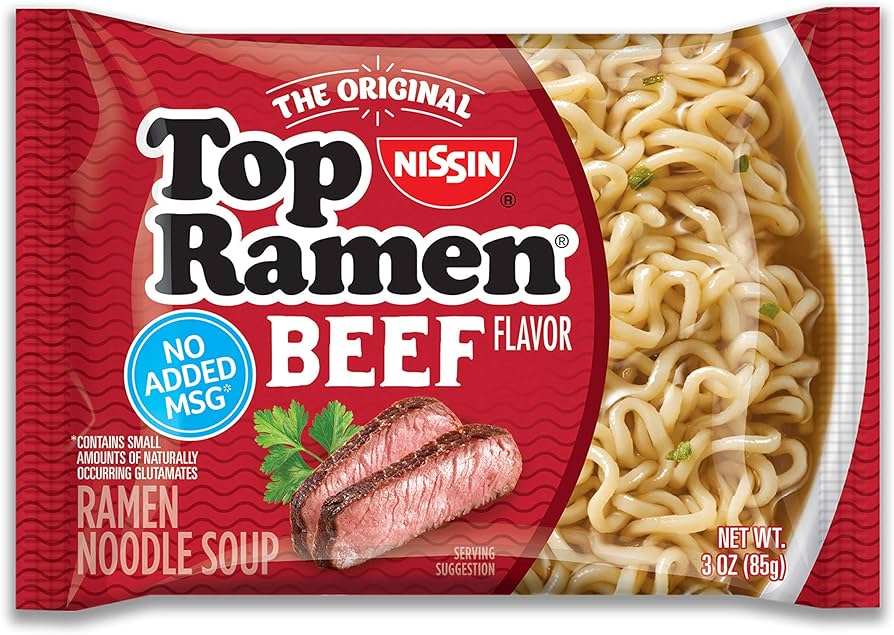 THE ORIGINAL
Top
NISSIN
®
Ramen®
BEEF FLAVOR
NO
ADDED
MSG*
*CONTAINS SMALL
AMOUNTS OF NATURALLY
OCCURRING GLUTAMATES
RAMEN
NOODLE SOUP
SERVING
SUGGESTION
NET WT.
3 OZ (85g)